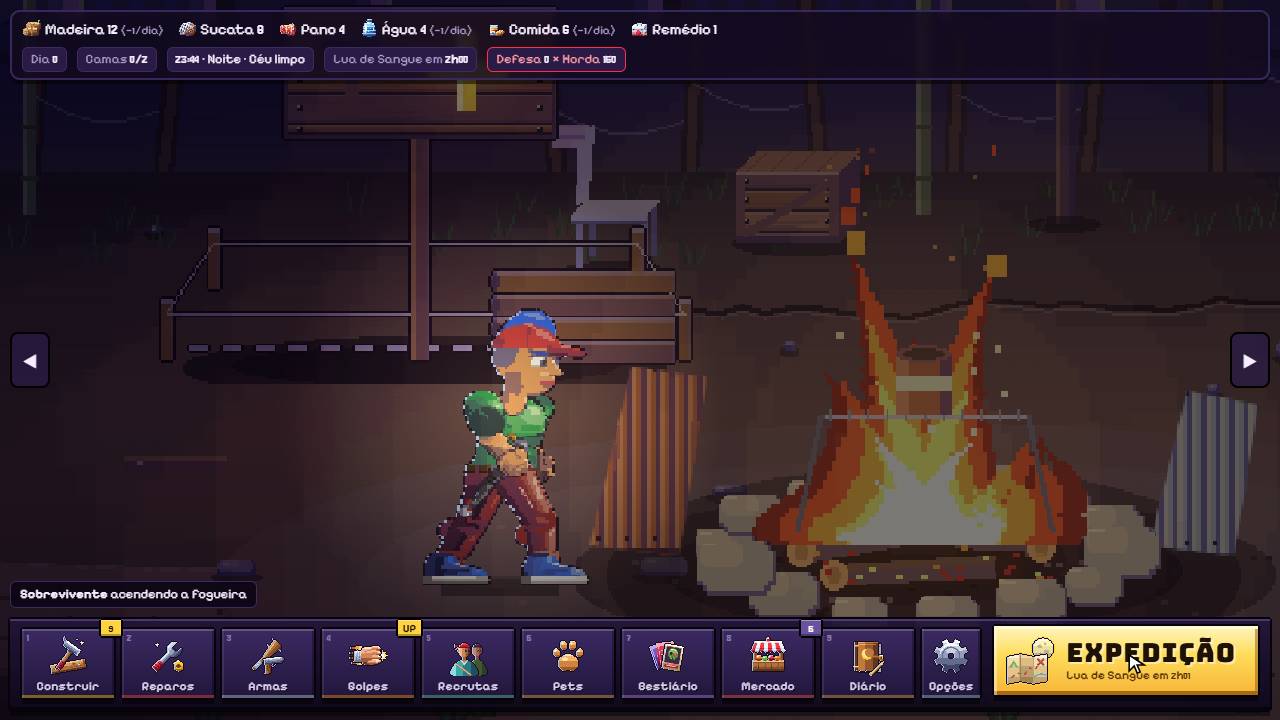 Madeira 12 (-1/dia) Sucata 8 Pano 4 Água 4 (-1/dia) Comida 6 (-1/dia) Remédio 1
Dia 0 Camas 0/2 23:44 · Noite · Céu limpo Lua de Sangue em 2h00 Defesa 0 × Horda 160
◀ ▶
Sobrevivente acendendo a fogueira
9 UP 6
1 2 3 4 5 6 7 8 9
Construir Reparos Armas Golpes Recrutas Pets Bestiário Mercado Diário Opções
EXPEDIÇÃO
Lua de Sangue em 2h01